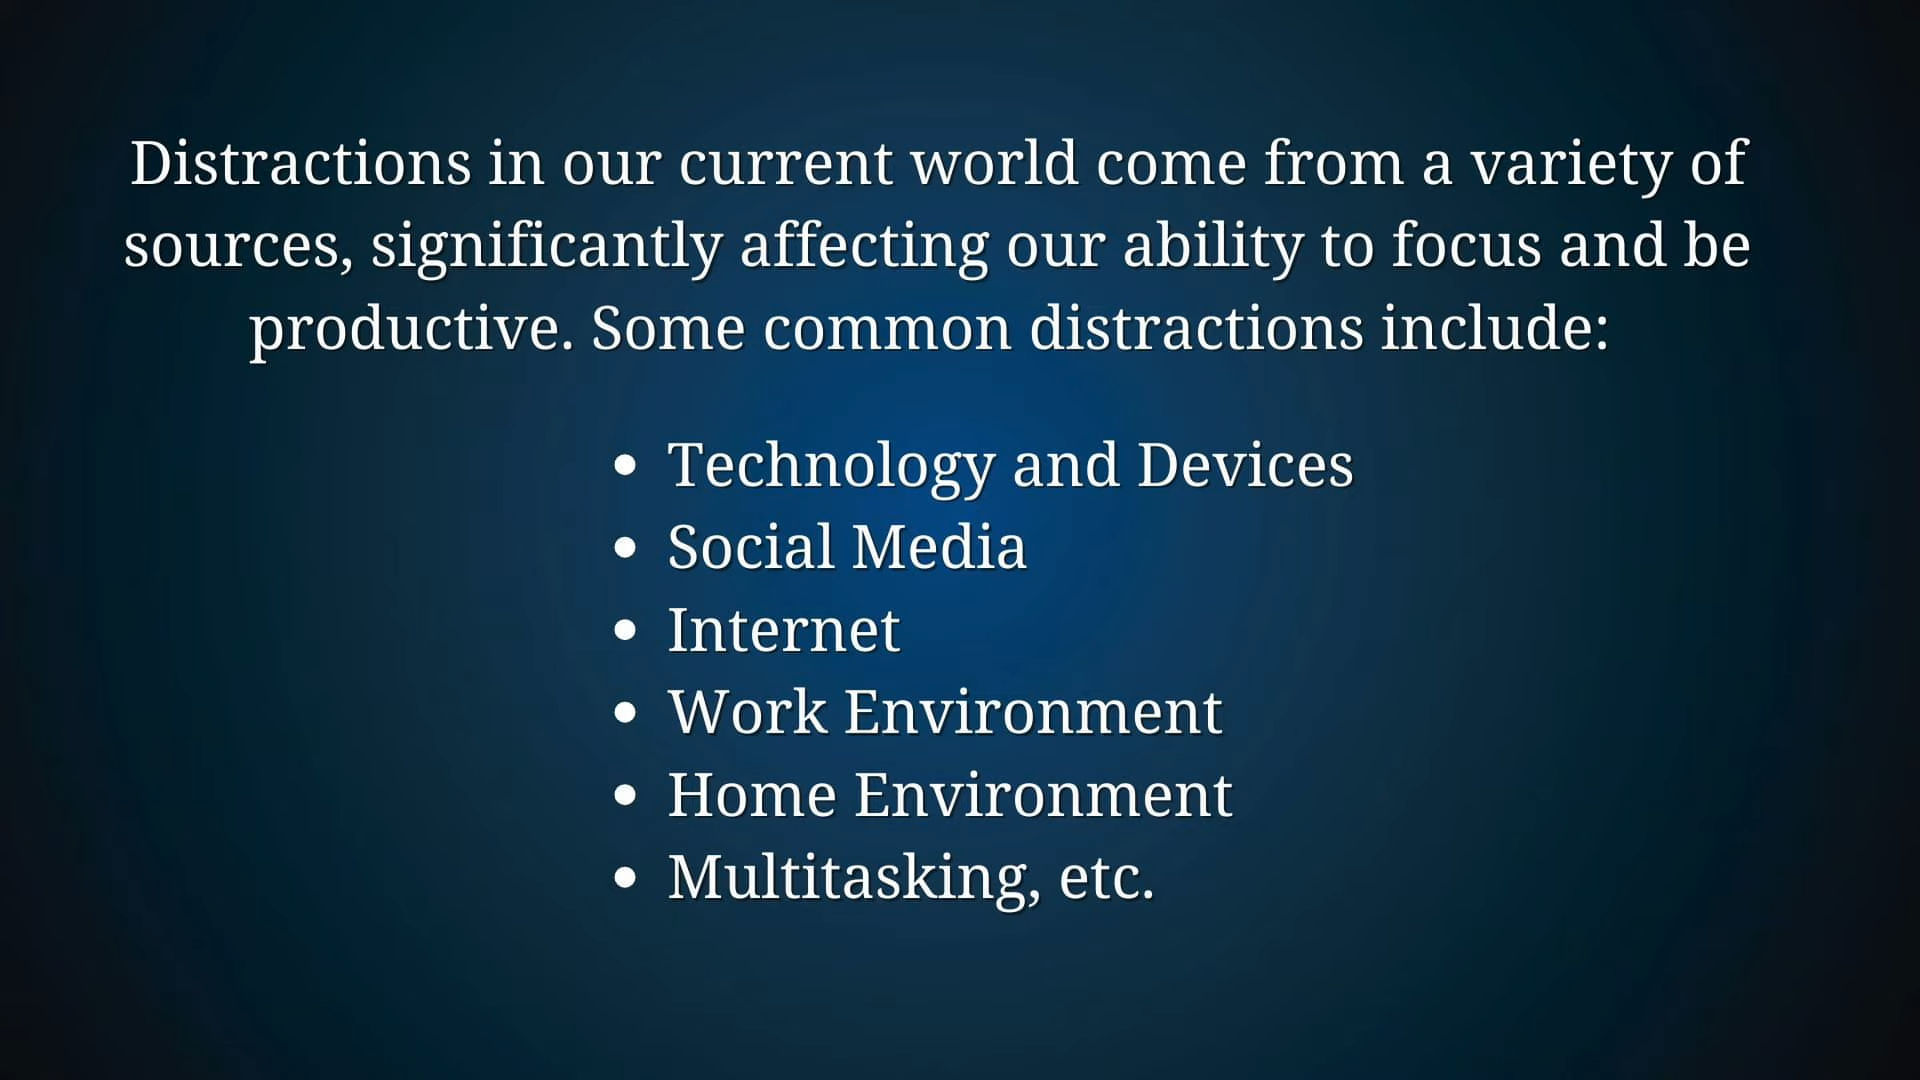 Distractions in our current world come from a variety of
sources, significantly affecting our ability to focus and be
productive. Some common distractions include:
• Technology and Devices
• Social Media
• Internet
• Work Environment
• Home Environment
• Multitasking, etc.